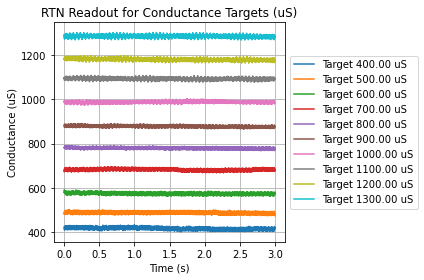 RTN Readout for Conductance Targets (uS)
Conductance (uS)
1200
1000
800
600
400
0.0 0.5 1.0 1.5 2.0 2.5 3.0
Time (s)
Target 400.00 uS
Target 500.00 uS
Target 600.00 uS
Target 700.00 uS
Target 800.00 uS
Target 900.00 uS
Target 1000.00 uS
Target 1100.00 uS
Target 1200.00 uS
Target 1300.00 uS